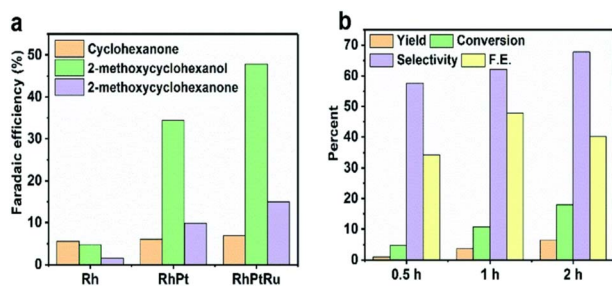 a
Faradaic efficiency (%)
50
40
30
20
10
0
Cyclohexanone
2-methoxycyclohexanol
2-methoxycyclohexanone
Rh
RhPt
RhPtRu
b
Percent
70
60
50
40
30
20
10
0
Yield
Conversion
Selectivity
F.E.
0.5 h
1 h
2 h